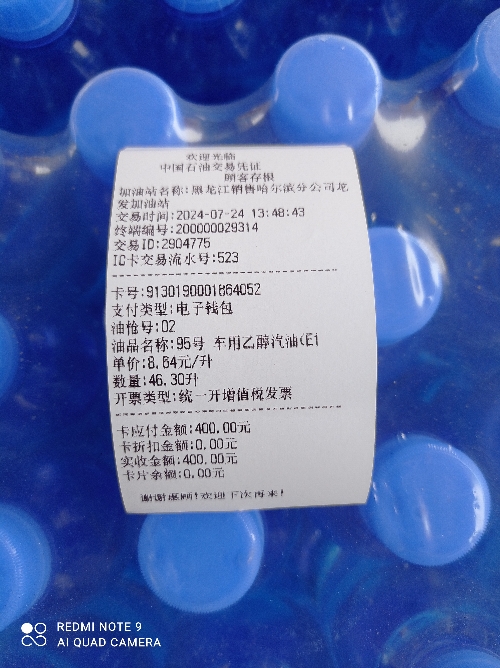 欢迎光临
中国石油交易凭证
顾客存根
加油站名称:黑龙江销售哈尔滨分公司龙
发加油站
交易时间:2024-07-24 13:48:43
终端编号:200000029314
交易ID:2904775
IC卡交易流水号:523
卡号:9130190001864052
支付类型:电子钱包
油枪号:02
油品名称:95号 车用乙醇汽油(E1
单价:8.64元/升
数量:46.30升
开票类型:统一开增值税发票
卡应付金额:400.00元
卡折扣金额:0.00元
实收金额:400.00元
卡片余额:0.00元
谢谢惠顾!欢迎下次再来!
REDMI NOTE 9
AI QUAD CAMERA